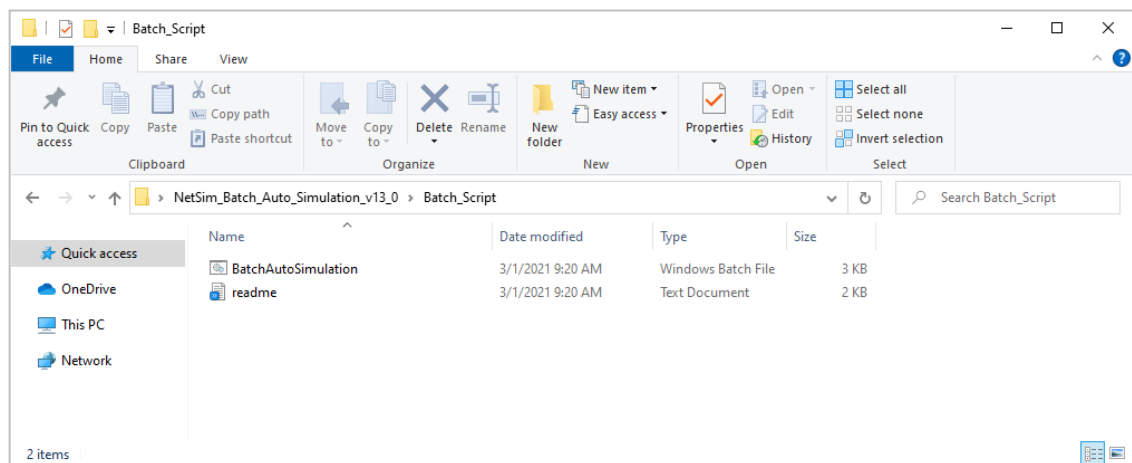 Batch_Script
File Home Share View
Pin to Quick access
Copy
Paste
Cut
Copy path
Paste shortcut
Clipboard
Move to
Copy to
Delete
Rename
Organize
New folder
New item
Easy access
New
Properties
Open
Edit
History
Open
Select all
Select none
Invert selection
Select
NetSim_Batch_Auto_Simulation_v13_0 > Batch_Script
Search Batch_Script
Quick access
OneDrive
This PC
Network
Name Date modified Type Size
BatchAutoSimulation 3/1/2021 9:20 AM Windows Batch File 3 KB
readme 3/1/2021 9:20 AM Text Document 2 KB
2 items